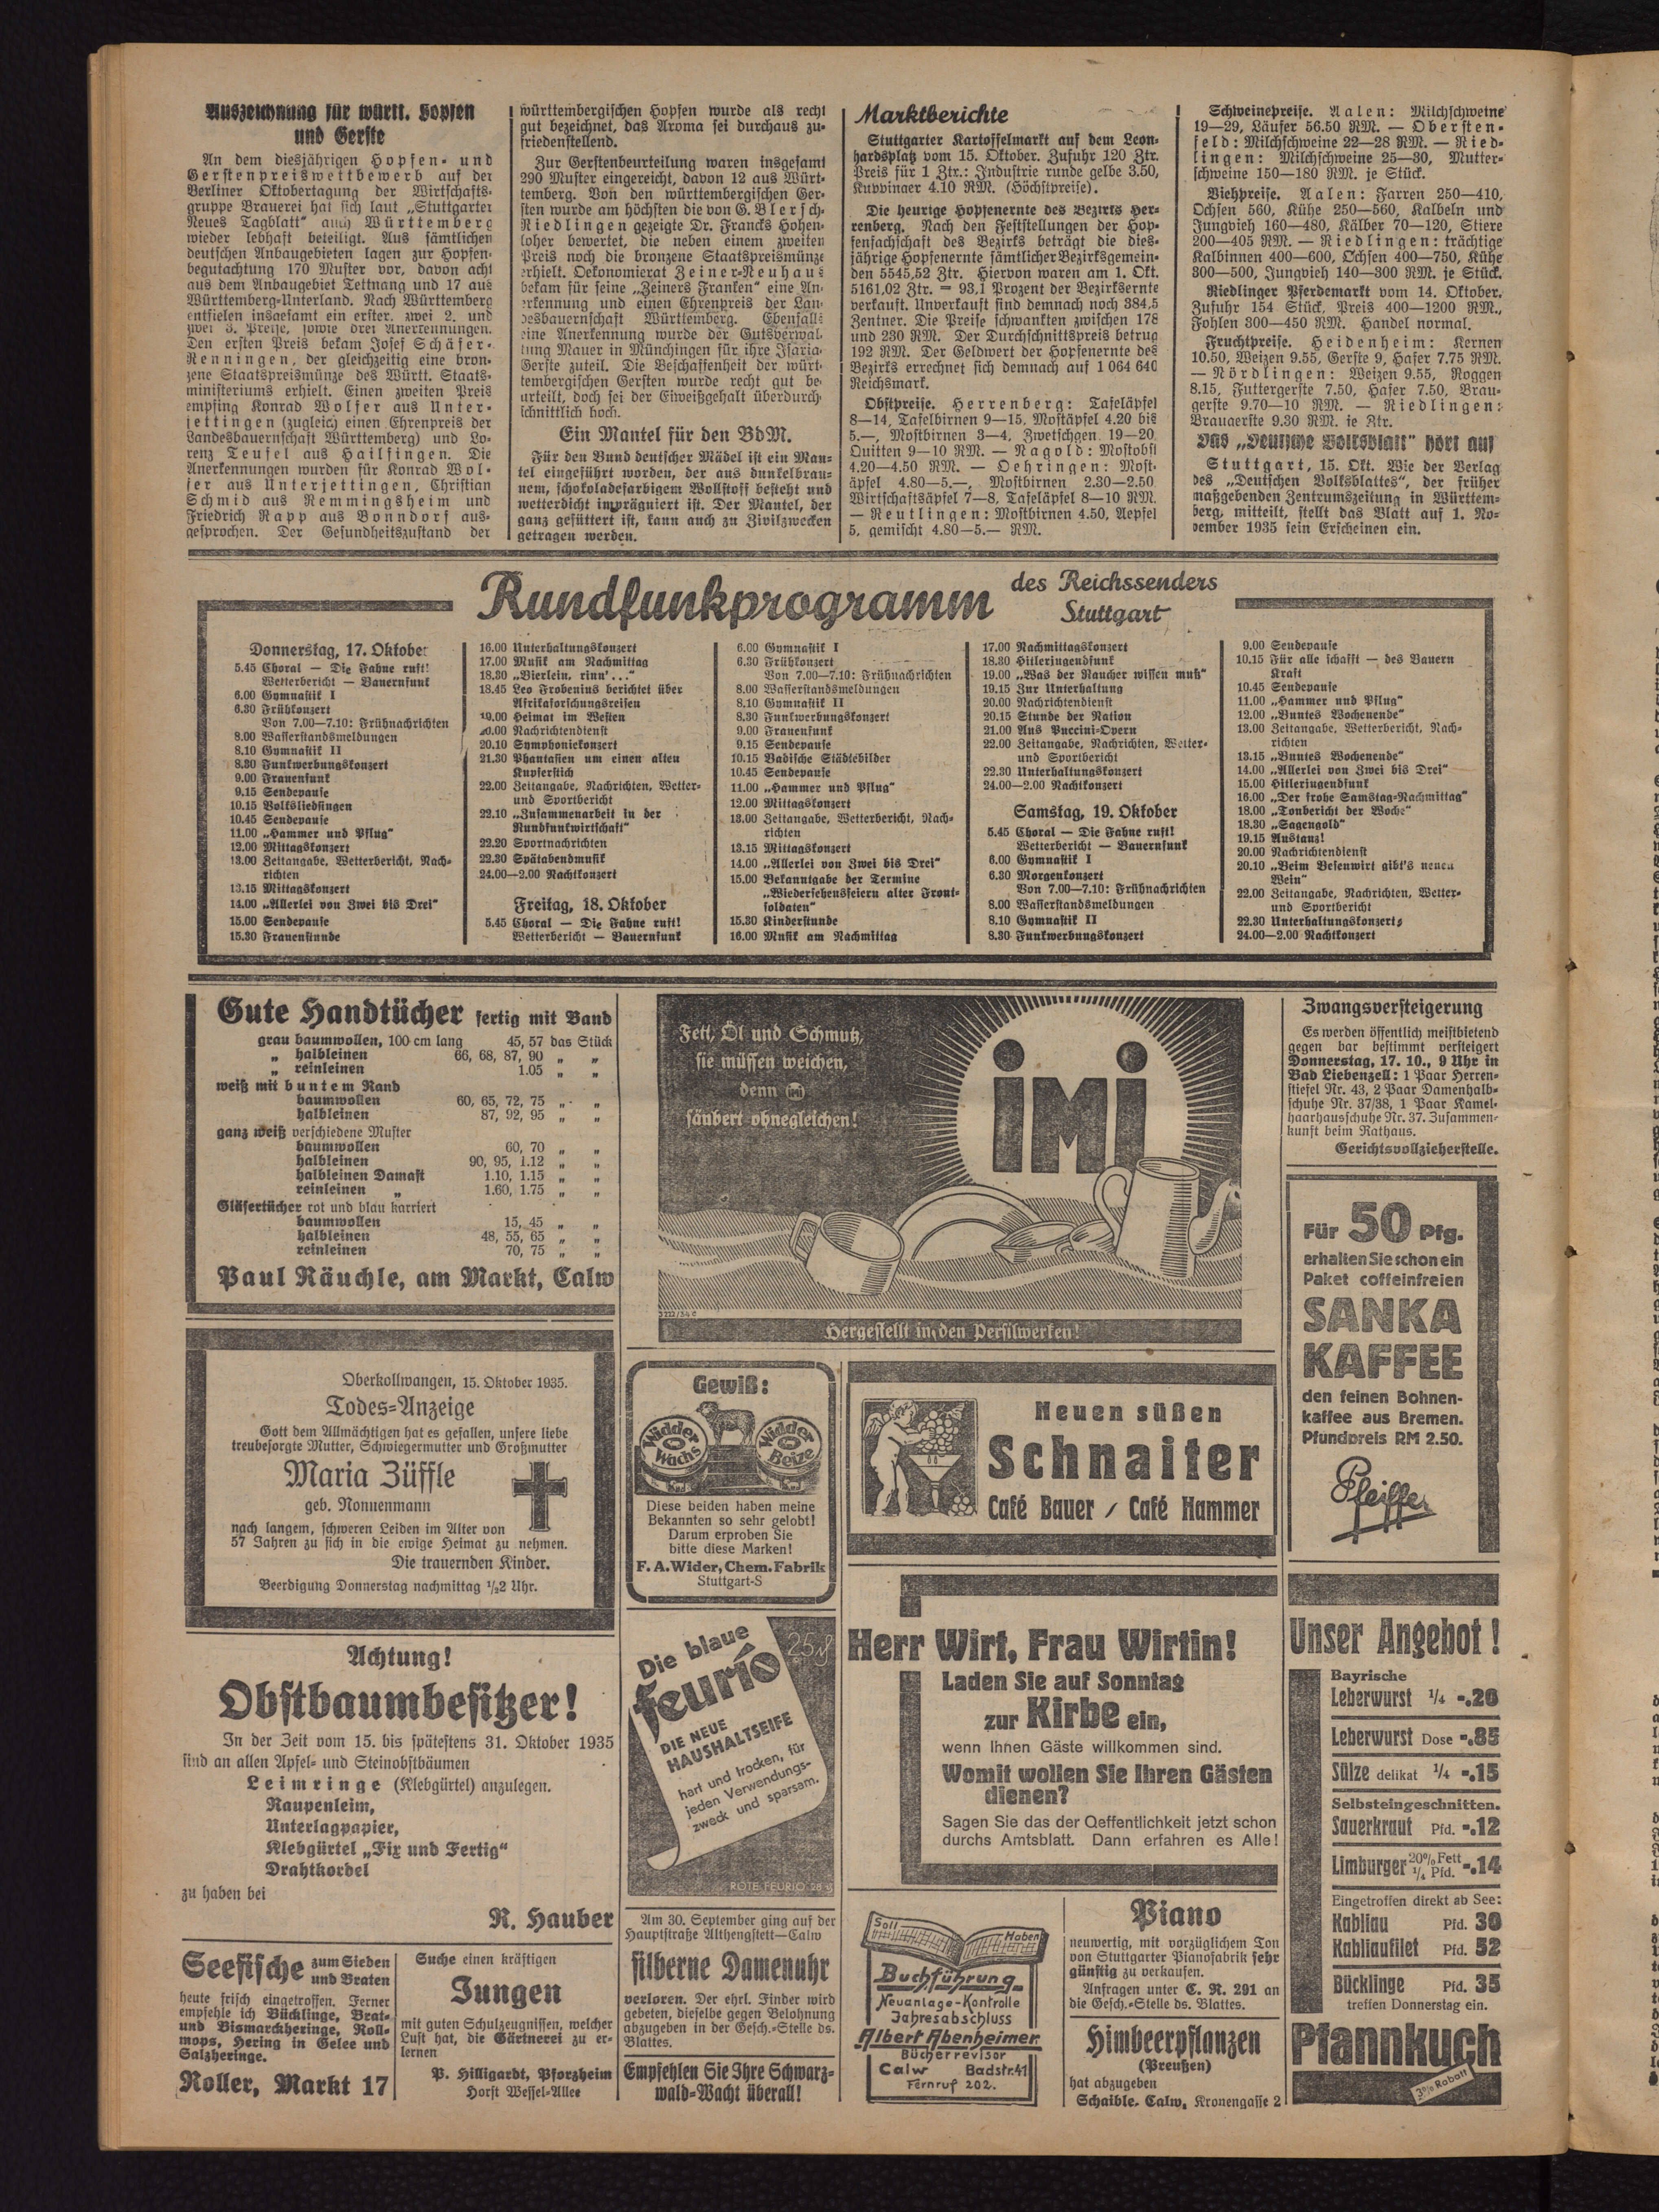 Auszeichnung für württ. Hopfen
und Gerste
An dem diesjährigen Hopfen- und
Gerstenpreiswettbewerb auf der
Berliner Oktobertagung der Wirtschafts-
gruppe Brauerei hat sich laut „Stuttgarter
Neues Tagblatt“ auch Württemberg
wieder lebhaft beteiligt. Aus sämtlichen
deutschen Anbaugebieten lagen zur Hopfen-
begutachtung 170 Muster vor, davon acht
aus dem Anbaugebiet Tettnang und 17 aus
Württemberg-Unterland. Nach Württemberg
entfielen insgesamt ein erster, zwei 2. und
zwei 3. Preise, sowie drei Anerkennungen.
Den ersten Preis bekam Josef Schäfer-
Renningen, der gleichzeitig eine bron-
zene Staatspreismünze des Württ. Staats-
ministeriums erhielt. Einen zweiten Preis
empfing Konrad Wolfer aus Unter-
jettingen (zugleich einen Ehrenpreis der
Landesbauernschaft Württemberg) und Lo-
renz Teufel aus Hailfingen. Die
Anerkennungen wurden für Konrad Wol-
fer aus Unterjettingen, Christian
Schmid aus Remmingsheim und
Friedrich Rapp aus Bonndorf aus-
gesprochen. Der Gesundheitszustand der
württembergischen Hopfen wurde als recht
gut bezeichnet, das Aroma sei durchaus zu-
friedenstellend.
Zur Gerstenbeurteilung waren insgesamt
290 Muster eingereicht, davon 12 aus Würt-
temberg. Von den württembergischen Ger-
sten wurde am höchsten die von G. Blersch-
Riedlingen gezeigte Dr. Francks Hohen-
loher bewertet, die neben einem zweiten
Preis noch die bronzene Staatspreismünze
erhielt. Oekonomierat Zeiner-Neuhaus
bekam für seine „Zeiners Franken“ eine An-
erkennung und einen Ehrenpreis der Lan-
desbauernschaft Württemberg. Ebenfalls
eine Anerkennung wurde der Gutsverwal-
tung Mauer in Münchingen für ihre Isaria-
Gerste zuteil. Die Beschaffenheit der würt-
tembergischen Gersten wurde recht gut be-
urteilt, doch sei der Eiweißgehalt überdurch-
schnittlich hoch.
Ein Mantel für den BdM.
Für den Bund deutscher Mädel ist ein Man-
tel eingeführt worden, der aus dunkelbrau-
nem, schokoladefarbigem Wollstoff besteht und
wetterdicht imprägniert ist. Der Mantel, der
ganz gefüttert ist, kann auch zu Zivilzwecken
getragen werden.
Marktberichte
Stuttgarter Kartoffelmarkt auf dem Leon-
hardsplatz vom 15. Oktober. Zufuhr 120 Ztr.
Preis für 1 Ztr.: Industrie runde gelbe 3.50,
Kuppinger 4.10 RM. (Höchstpreise).
Die heurige Hopfenernte des Bezirks Her-
renberg. Nach den Feststellungen der Hop-
fenfachschaft des Bezirks beträgt die dies-
jährige Hopfenernte sämtlicher Bezirksgemein-
den 5545,52 Ztr. Hiervon waren am 1. Okt.
5161,02 Ztr. = 93,1 Prozent der Bezirksernte
verkauft. Unverkauft sind demnach noch 384,5
Zentner. Die Preise schwankten zwischen 178
und 230 RM. Der Durchschnittspreis betrug
192 RM. Der Geldwert der Hopfenernte des
Bezirks errechnet sich demnach auf 1 064 640
Reichsmark.
Obstpreise. Herrenberg: Tafeläpfel
8—14, Tafelbirnen 9—15, Mostäpfel 4.20 bis
5.—, Mostbirnen 3—4, Zwetschgen 19—20,
Quitten 9—10 RM. — Nagold: Mostobst
4.20—4.50 RM. — Oehringen: Most-
äpfel 4.80—5.—, Mostbirnen 2.30—2.50,
Wirtschaftsäpfel 7—8, Tafeläpfel 8—10 RM.
— Reutlingen: Mostbirnen 4.50, Aepfel
5, gemischt 4.80—5.— RM.
Schweinepreise. Aalen: Milchschweine
19—29, Läufer 56.50 RM. — Obersten-
feld: Milchschweine 22—28 RM. — Ried-
lingen: Milchschweine 25—30, Mutter-
schweine 150—180 RM. je Stück.
Viehpreise. Aalen: Farren 250—410,
Ochsen 560, Kühe 250—560, Kalbeln und
Jungvieh 160—480, Kälber 70—120, Stiere
200—405 RM. — Riedlingen: trächtige
Kalbinnen 400—600, Ochsen 400—750, Kühe
300—500, Jungvieh 140—300 RM. je Stück.
Riedlinger Pferdemarkt vom 14. Oktober.
Zufuhr 154 Stück, Preis 400—1200 RM.,
Fohlen 300—450 RM. Handel normal.
Fruchtpreise. Heidenheim: Kernen
10.50, Weizen 9.55, Gerste 9, Hafer 7.75 RM.
— Nördlingen: Weizen 9.55, Roggen
8.15, Futtergerste 7.50, Hafer 7.50, Brau-
gerste 9.70—10 RM. — Riedlingen:
Braugerste 9.30 RM. je Ztr.
Das „Deutsche Volksblatt“ hört auf
Stuttgart, 15. Okt. Wie der Verlag
des „Deutschen Volksblattes“, der früher
maßgebenden Zentrumszeitung in Württem-
berg, mitteilt, stellt das Blatt auf 1. No-
vember 1935 sein Erscheinen ein.
Rundfunkprogramm des Reichssenders
Stuttgart
Donnerstag, 17. Oktober
5.45 Choral — Die Fahne ruft!
Wetterbericht — Bauernfunk
6.00 Gymnastik I
6.30 Frühkonzert
Von 7.00—7.10: Frühnachrichten
8.00 Wasserstandsmeldungen
8.10 Gymnastik II
8.30 Funkwerbungskonzert
9.00 Frauenfunk
9.15 Sendepause
10.15 Volksliedsingen
10.45 Sendepause
11.00 „Hammer und Pflug“
12.00 Mittagskonzert
13.00 Zeitangabe, Wetterbericht, Nach-
richten
13.15 Mittagskonzert
14.00 „Allerlei von Zwei bis Drei“
15.00 Sendepause
15.30 Frauenstunde
16.00 Unterhaltungskonzert
17.00 Musik am Nachmittag
18.30 „Bierlein, rinn'...“
18.45 Leo Frobenius berichtet über
Afrikaforschungsreisen
19.00 Heimat im Westen
20.00 Nachrichtendienst
20.10 Symphoniekonzert
21.30 Phantasien um einen alten
Kupferstich
22.00 Zeitangabe, Nachrichten, Wetter-
und Sportbericht
22.10 „Zusammenarbeit in der
Rundfunkwirtschaft“
22.20 Sportnachrichten
22.30 Spätabendmusik
24.00—2.00 Nachtkonzert
Freitag, 18. Oktober
5.45 Choral — Die Fahne ruft!
Wetterbericht — Bauernfunk
6.00 Gymnastik I
6.30 Frühkonzert
Von 7.00—7.10: Frühnachrichten
8.00 Wasserstandsmeldungen
8.10 Gymnastik II
8.30 Funkwerbungskonzert
9.00 Frauenfunk
9.15 Sendepause
10.15 Badische Städtebilder
10.45 Sendepause
11.00 „Hammer und Pflug“
12.00 Mittagskonzert
13.00 Zeitangabe, Wetterbericht, Nach-
richten
13.15 Mittagskonzert
14.00 „Allerlei von Zwei bis Drei“
15.00 Bekanntgabe der Termine
„Wiedersehensfeiern alter Front-
soldaten“
15.30 Kinderstunde
16.00 Musik am Nachmittag
17.00 Nachmittagskonzert
18.30 Hitlerjugendfunk
19.00 „Was der Raucher wissen muß“
19.15 Zur Unterhaltung
20.00 Nachrichtendienst
20.15 Stunde der Nation
21.00 Aus Puccini-Opern
22.00 Zeitangabe, Nachrichten, Wetter-
und Sportbericht
22.30 Unterhaltungskonzert
24.00—2.00 Nachtkonzert
Samstag, 19. Oktober
5.45 Choral — Die Fahne ruft!
Wetterbericht — Bauernfunk
6.00 Gymnastik I
6.30 Morgenkonzert
Von 7.00—7.10: Frühnachrichten
8.00 Wasserstandsmeldungen
8.10 Gymnastik II
8.30 Funkwerbungskonzert
9.00 Sendepause
10.15 Für alle schafft — des Bauern
Kraft
10.45 Sendepause
11.00 „Hammer und Pflug“
12.00 „Buntes Wochenende“
13.00 Zeitangabe, Wetterbericht, Nach-
richten
13.15 „Buntes Wochenende“
14.00 „Allerlei von Zwei bis Drei“
15.00 Hitlerjugendfunk
16.00 „Der frohe Samstag-Nachmittag“
18.00 „Tonbericht der Woche“
18.30 „Sagengold“
19.15 Austanz!
20.00 Nachrichtendienst
20.10 „Beim Besenwirt gibt's neuen
Wein“
22.00 Zeitangabe, Nachrichten, Wetter-
und Sportbericht
22.30 Unterhaltungskonzert
24.00—2.00 Nachtkonzert
Gute Handtücher fertig mit Band
grau baumwollen, 100 cm lang 45, 57 das Stück
„ halbleinen 66, 68, 87, 90 „ „
„ reinleinen 1.05 „ „
weiß mit buntem Rand
baumwollen 60, 65, 72, 75 „ „
halbleinen 87, 92, 95 „ „
ganz weiß verschiedene Muster
baumwollen 60, 70 „ „
halbleinen 90, 95, 1.12 „ „
halbleinen Damast 1.10, 1.15 „ „
reinleinen „ 1.60, 1.75 „ „
Gläsertücher rot und blau karriert
baumwollen 15, 45 „ „
halbleinen 48, 55, 65 „ „
reinleinen 70, 75 „ „
Paul Räuchle, am Markt, Calw
Fett, Öl und Schmutz,
sie müssen weichen,
denn iMi
säubert ohnegleichen!
iMi
Hergestellt in den Persilwerken!
Zwangsversteigerung
Es werden öffentlich meistbietend
gegen bar bestimmt versteigert
Donnerstag, 17. 10., 9 Uhr in
Bad Liebenzell: 1 Paar Herren-
stiefel Nr. 43, 2 Paar Damenhalb-
schuhe Nr. 37/38, 1 Paar Kamel-
haarhausschuhe Nr. 37. Zusammen-
kunft beim Rathaus.
Gerichtsvollzieherstelle.
Für 50 Pfg.
erhalten Sie schon ein
Paket coffeinfreien
SANKA
KAFFEE
den feinen Bohnen-
kaffee aus Bremen.
Pfundpreis RM 2.50.
Pfeiffer
Oberkollwangen, 15. Oktober 1935.
Todes-Anzeige
Gott dem Allmächtigen hat es gefallen, unsere liebe
treubesorgte Mutter, Schwiegermutter und Großmutter
Maria Züffle
geb. Nonnenmann
nach langem, schweren Leiden im Alter von
57 Jahren zu sich in die ewige Heimat zu nehmen.
Die trauernden Kinder.
Beerdigung Donnerstag nachmittag 1/2 2 Uhr.
Gewiß:
Widder Wachs
Widder Beize
Diese beiden haben meine
Bekannten so sehr gelobt!
Darum erproben Sie
bitte diese Marken!
F. A. Wider, Chem. Fabrik
Stuttgart-S
Neuen süßen
Schnaiter
Café Bauer / Café Hammer
Achtung!
Obstbaumbesitzer!
In der Zeit vom 15. bis spätestens 31. Oktober 1935
sind an allen Apfel- und Steinobstbäumen
Leimringe (Klebgürtel) anzulegen.
Raupenleim,
Unterlagpapier,
Klebgürtel „Fix und Fertig“
Drahtkordel
zu haben bei
R. Hauber
Die blaue 25₰
feurio
DIE NEUE
HAUSHALTSEIFE
hart und trocken, für
jeden Verwendungs-
zweck und sparsam.
ROTE FEURIO 28 ₰
Herr Wirt, Frau Wirtin!
Laden Sie auf Sonntag
zur Kirbe ein,
wenn Ihnen Gäste willkommen sind.
Womit wollen Sie Ihren Gästen
dienen?
Sagen Sie das der Oeffentlichkeit jetzt schon
durchs Amtsblatt. Dann erfahren es Alle!
Unser Angebot!
Bayrische
Leberwurst 1/4 -.26
Leberwurst Dose -.85
Sülze delikat 1/4 -.15
Selbsteingeschnitten.
Sauerkraut Pfd. -.12
Limburger 20% Fett 1/4 Pfd. -.14
Eingetroffen direkt ab See:
Kabliau Pfd. 30
Kabliaufilet Pfd. 52
Bücklinge Pfd. 35
treffen Donnerstag ein.
Pfannkuch
3% Rabatt
Seefische zum Sieden
und Braten
heute frisch eingetroffen. Ferner
empfehle ich Bücklinge, Brat-
und Bismarckheringe, Roll-
mops, Hering in Gelee und
Salzheringe.
Roller, Markt 17
Suche einen kräftigen
Jungen
mit guten Schulzeugnissen, welcher
Lust hat, die Gärtnerei zu er-
lernen
P. Hilligardt, Pforzheim
Horst Wessel-Allee
Am 30. September ging auf der
Hauptstraße Althengstett—Calw
silberne Damenuhr
verloren. Der ehrl. Finder wird
gebeten, dieselbe gegen Belohnung
abzugeben in der Gesch.-Stelle ds.
Blattes.
Empfehlen Sie Ihre Schwarz-
wald-Wacht überall!
Soll Haben
Buchführung
Neuanlage-Kontrolle
Jahresabschluss
Albert Abenheimer
Bücherrevisor
Calw Badstr. 41
Fernruf 202.
Piano
neuwertig, mit vorzüglichem Ton
von Stuttgarter Pianofabrik sehr
günstig zu verkaufen.
Anfragen unter C. R. 291 an
die Gesch.-Stelle ds. Blattes.
Himbeerpflanzen
(Preußen)
hat abzugeben
Schaible, Calw, Kronengasse 2